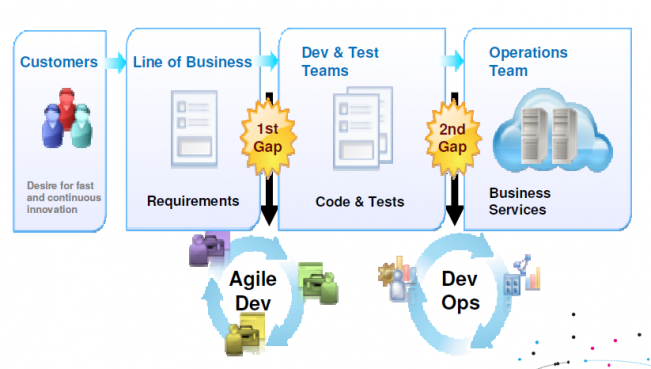 Customers
Line of Business
Dev & Test
Teams
Operations
Team
1st
Gap
2nd
Gap
Desire for fast
and continuous
innovation
Requirements
Code & Tests
Business
Services
Agile
Dev
Dev
Ops